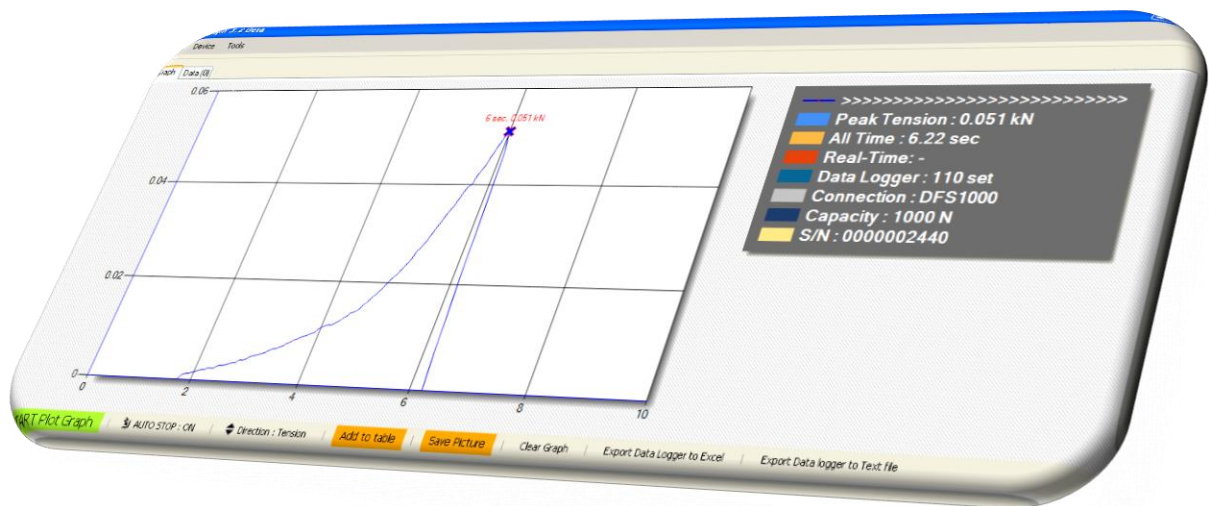 Device Tools
Data (0)
0.06
0.04
0.02
0
0 2 4 6 8 10
6 sec, 0.051 kN
>>>>>>>>>>>>>>>>>>>>>>>>>>>
Peak Tension : 0.051 kN
All Time : 6.22 sec
Real-Time: -
Data Logger : 110 set
Connection : DFS1000
Capacity : 1000 N
S/N : 0000002440
Plot Graph AUTO STOP : ON Direction : Tension Add to table Save Picture Clear Graph Export Data Logger to Excel Export Data logger to Text file